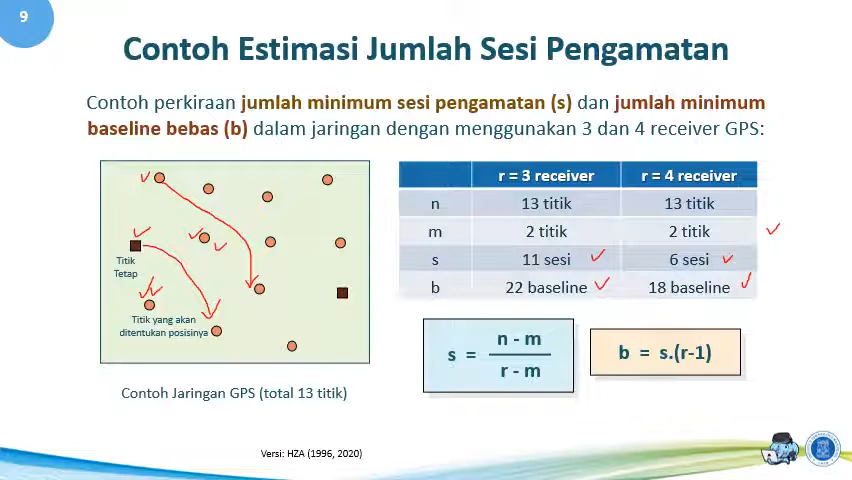 9
Contoh Estimasi Jumlah Sesi Pengamatan
Contoh perkiraan jumlah minimum sesi pengamatan (s) dan jumlah minimum
baseline bebas (b) dalam jaringan dengan menggunakan 3 dan 4 receiver GPS:
Titik
Tetap
Titik yang akan
ditentukan posisinya
Contoh Jaringan GPS (total 13 titik)
r = 3 receiver r = 4 receiver
n 13 titik 13 titik
m 2 titik 2 titik
s 11 sesi 6 sesi
b 22 baseline 18 baseline
s = n - m
r - m
b = s.(r-1)
Versi: HZA (1996, 2020)